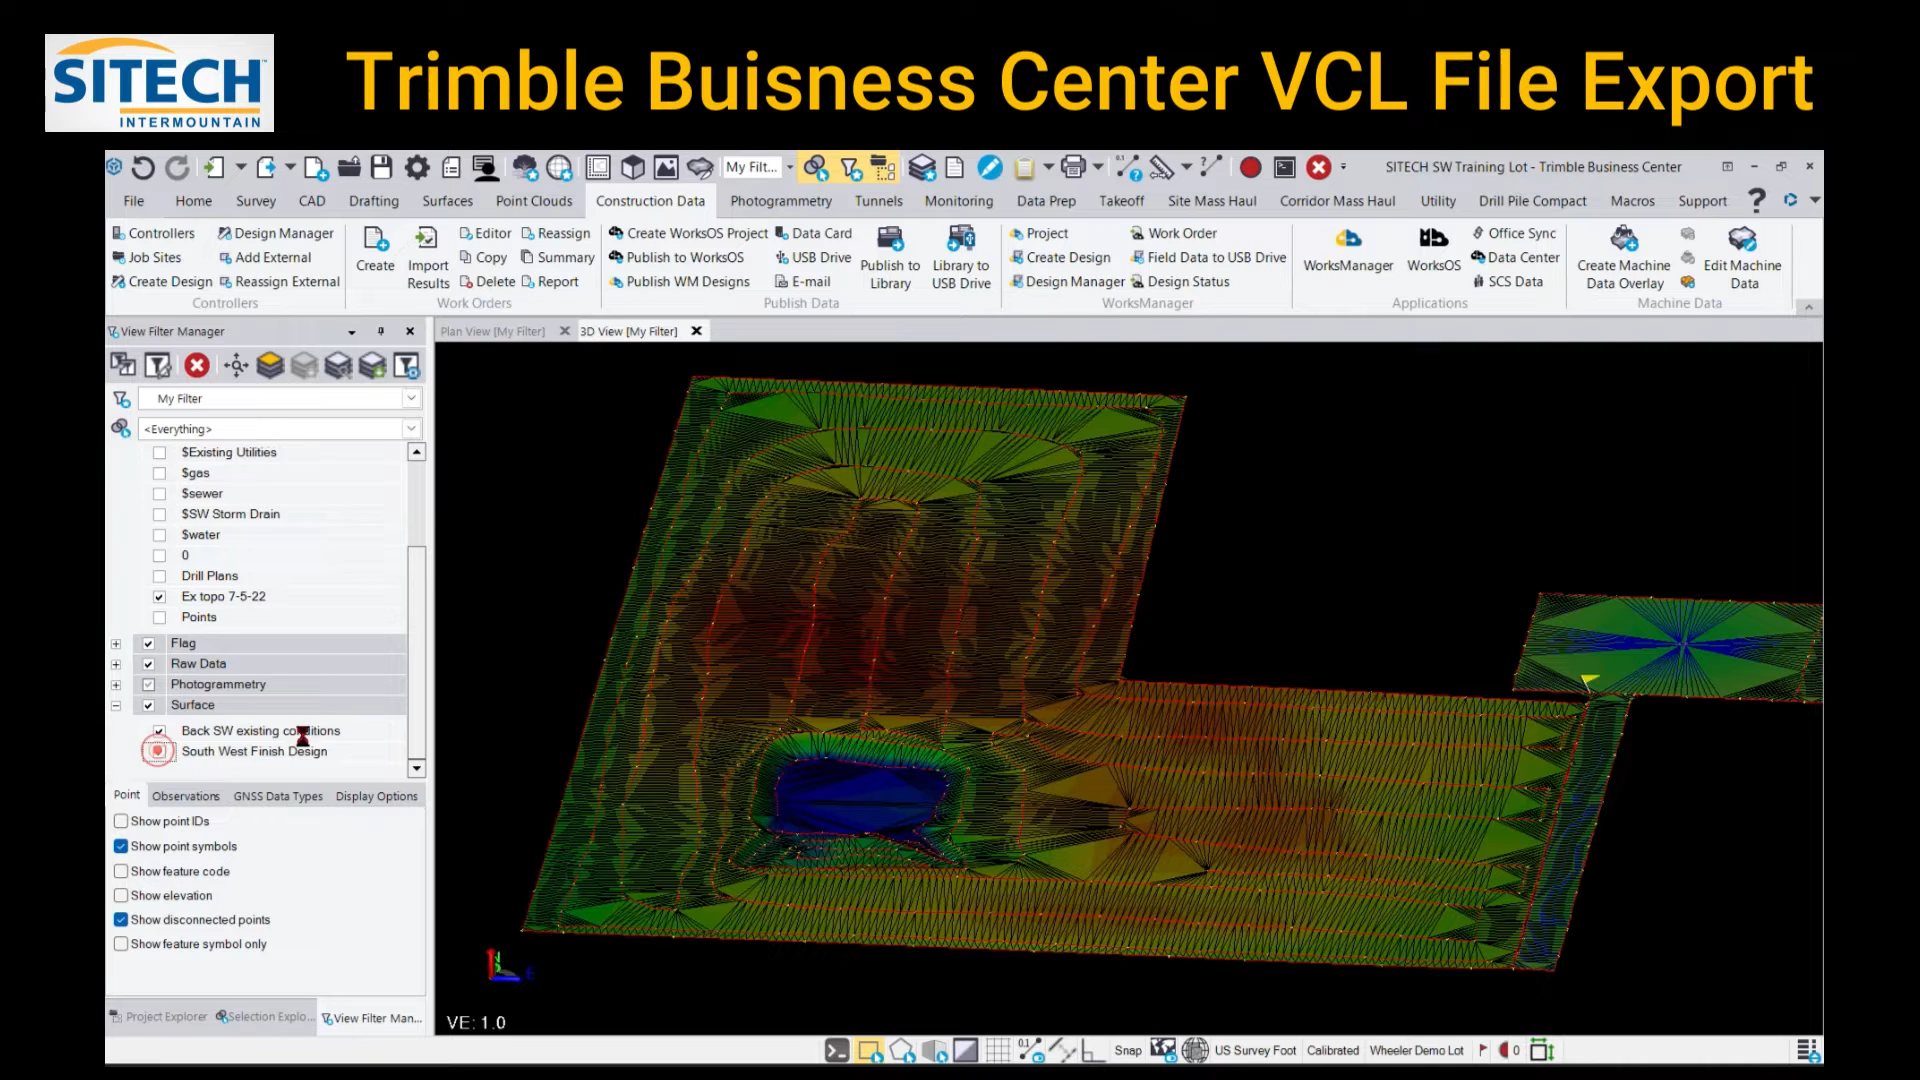 SITECH
INTERMOUNTAIN
Trimble Buisness Center VCL File Export
My Filt...
SITECH SW Training Lot - Trimble Business Center
File Home Survey CAD Drafting Surfaces Point Clouds Construction Data Photogrammetry Tunnels Monitoring Data Prep Takeoff Site Mass Haul Corridor Mass Haul Utility Drill Pile Compact Macros Support
Controllers Design Manager
Job Sites Add External
Create Design Reassign External
Controllers
Create
Import
Results
Editor Reassign
Copy Summary
Delete Report
Work Orders
Create WorksOS Project Data Card
Publish to WorksOS USB Drive
Publish WM Designs E-mail
Publish to
Library
Library to
USB Drive
Publish Data
Project Work Order
Create Design Field Data to USB Drive
Design Manager Design Status
WorksManager
WorksManager WorksOS
Office Sync
Data Center
SCS Data
Applications
Create Machine
Data Overlay
Edit Machine
Data
Machine Data
View Filter Manager
Plan View [My Filter] 3D View [My Filter]
My Filter
<Everything>
$Existing Utilities
$gas
$sewer
$SW Storm Drain
$water
0
Drill Plans
Ex topo 7-5-22
Points
Flag
Raw Data
Photogrammetry
Surface
Back SW existing conditions
South West Finish Design
Point Observations GNSS Data Types Display Options
Show point IDs
Show point symbols
Show feature code
Show elevation
Show disconnected points
Show feature symbol only
Project Explorer Selection Explo... View Filter Man...
E
VE: 1.0
Snap US Survey Foot Calibrated Wheeler Demo Lot 0